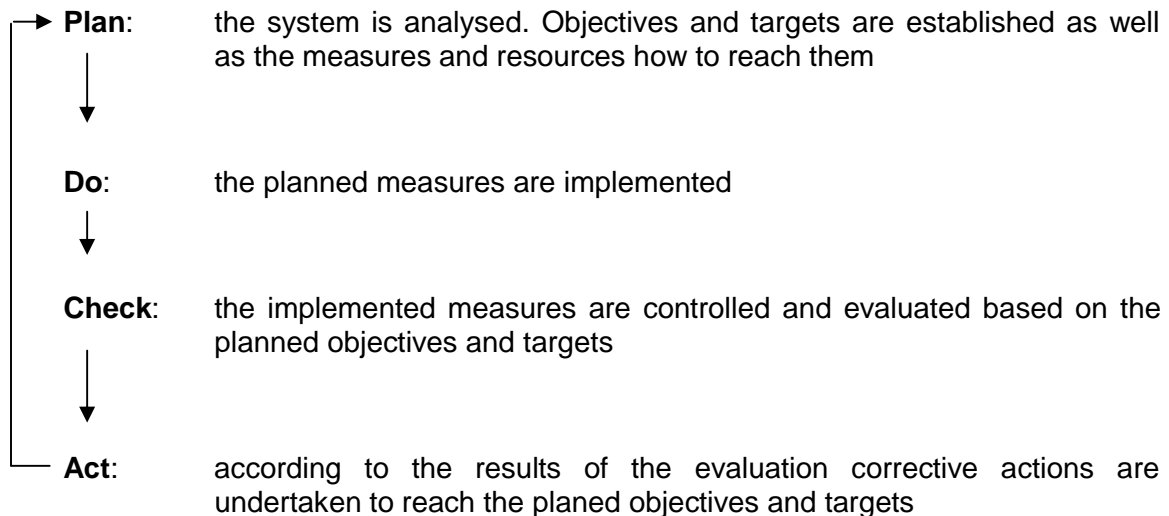 Plan: the system is analysed. Objectives and targets are established as well
as the measures and resources how to reach them
Do: the planned measures are implemented
Check: the implemented measures are controlled and evaluated based on the
planned objectives and targets
Act: according to the results of the evaluation corrective actions are
undertaken to reach the planed objectives and targets